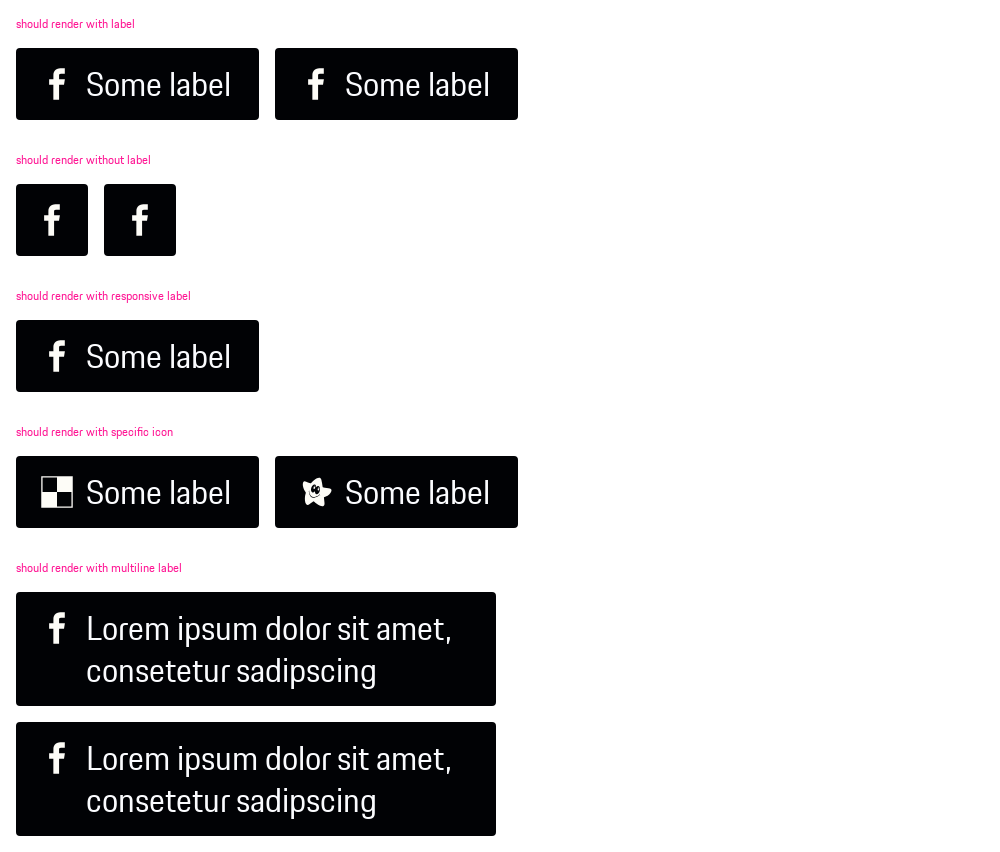 should render with label
Some label Some label
should render without label
should render with responsive label
Some label
should render with specific icon
Some label Some label
should render with multiline label
Lorem ipsum dolor sit amet,
consetetur sadipscing
Lorem ipsum dolor sit amet,
consetetur sadipscing